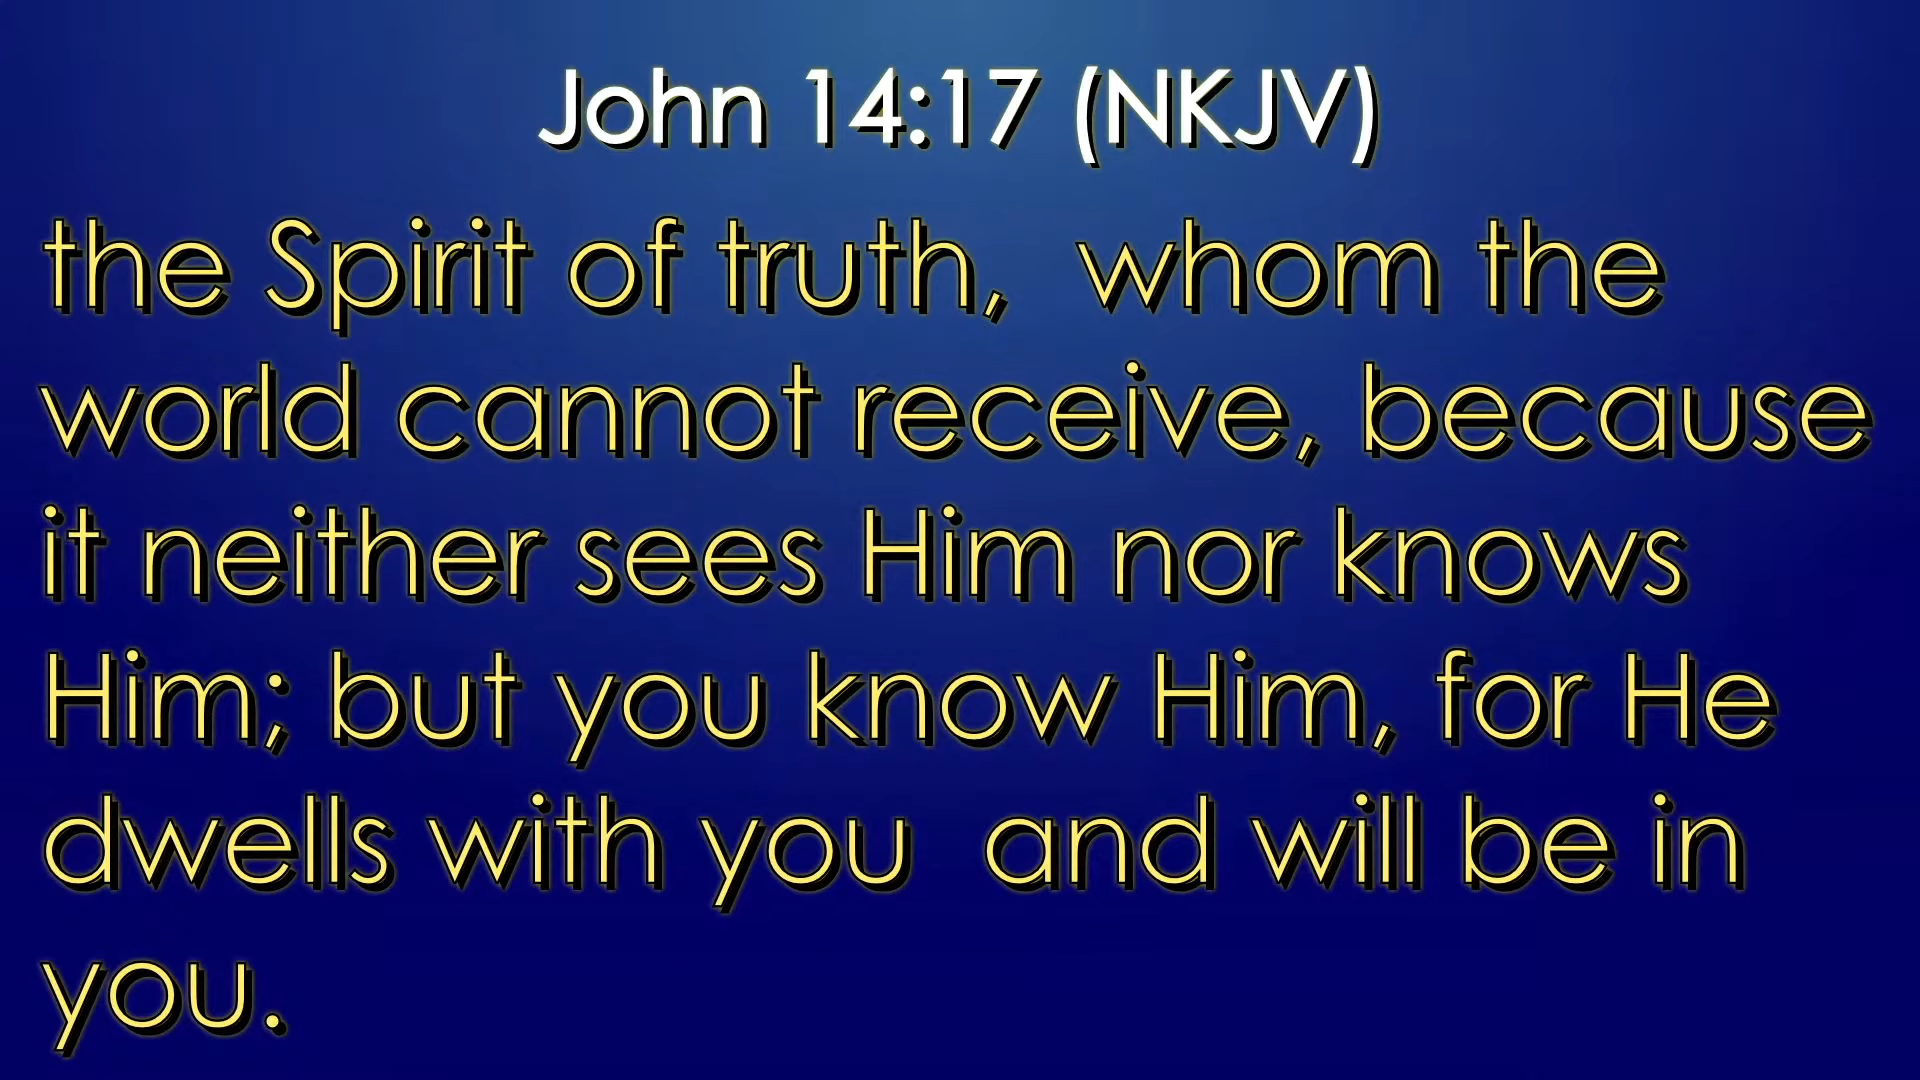 John 14:17 (NKJV)
the Spirit of truth,  whom the
world cannot receive, because
it neither sees Him nor knows
Him; but you know Him, for He
dwells with you  and will be in
you.